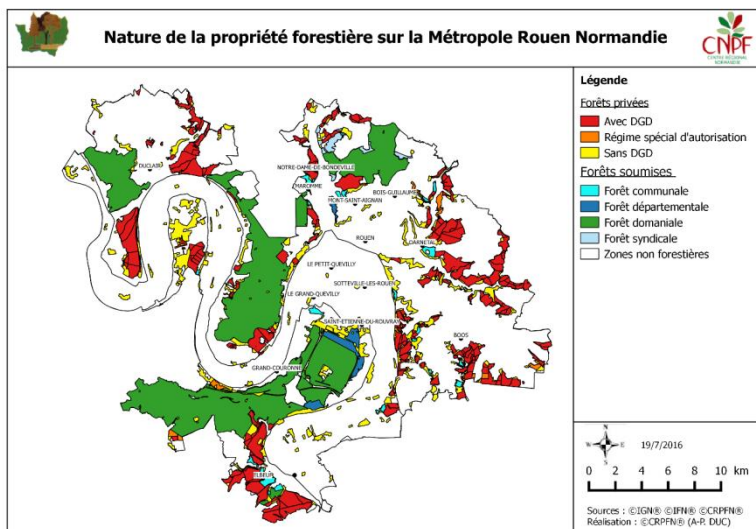 Nature de la propriété forestière sur la Métropole Rouen Normandie
CNPF
CENTRE RÉGIONAL
NORMANDIE
Légende
Forêts privées
Avec DGD
Régime spécial d'autorisation
Sans DGD
Forêts soumises
Forêt communale
Forêt départementale
Forêt domaniale
Forêt syndicale
Zones non forestières
DUCLAIR
NOTRE-DAME-DE-BONDEVILLE
MAROMME
MONT-SAINT-AIGNAN
BOIS-GUILLAUME
ROUEN
DARNETAL
LE PETIT-QUEVILLY
SOTTEVILLE-LES-ROUEN
LE GRAND-QUEVILLY
SAINT-ETIENNE-DU-ROUVRAY
BOOS
GRAND-COURONNE
ELBEUF
N
W
E
S
19/7/2016
0 2 4 6 8 10 km
Sources : ©IGN® ©IFN® ©CRPFN®
Réalisation : ©CRPFN® (A-P. DUC)